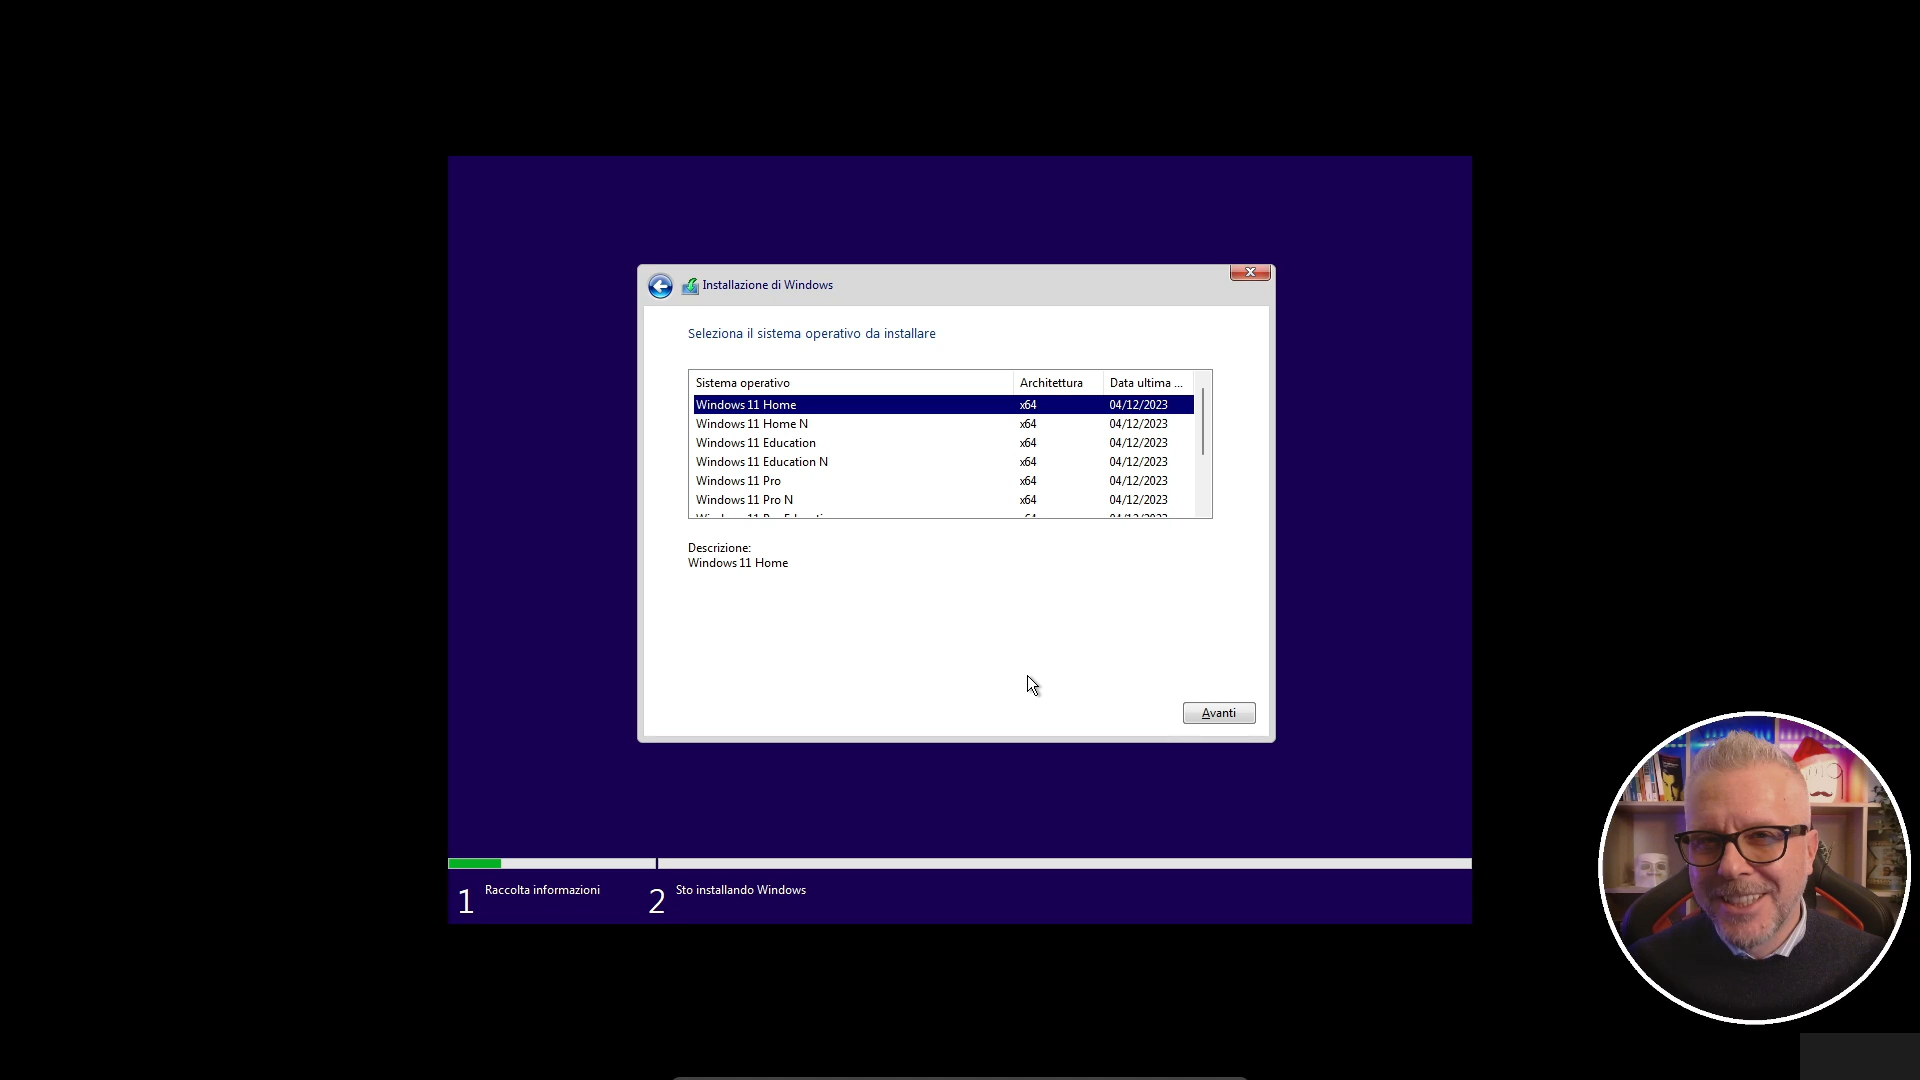 Installazione di Windows
Seleziona il sistema operativo da installare
Sistema operativo Architettura Data ultima ...
Windows 11 Home x64 04/12/2023
Windows 11 Home N x64 04/12/2023
Windows 11 Education x64 04/12/2023
Windows 11 Education N x64 04/12/2023
Windows 11 Pro x64 04/12/2023
Windows 11 Pro N x64 04/12/2023
Descrizione:
Windows 11 Home
Avanti
1 Raccolta informazioni 2 Sto installando Windows